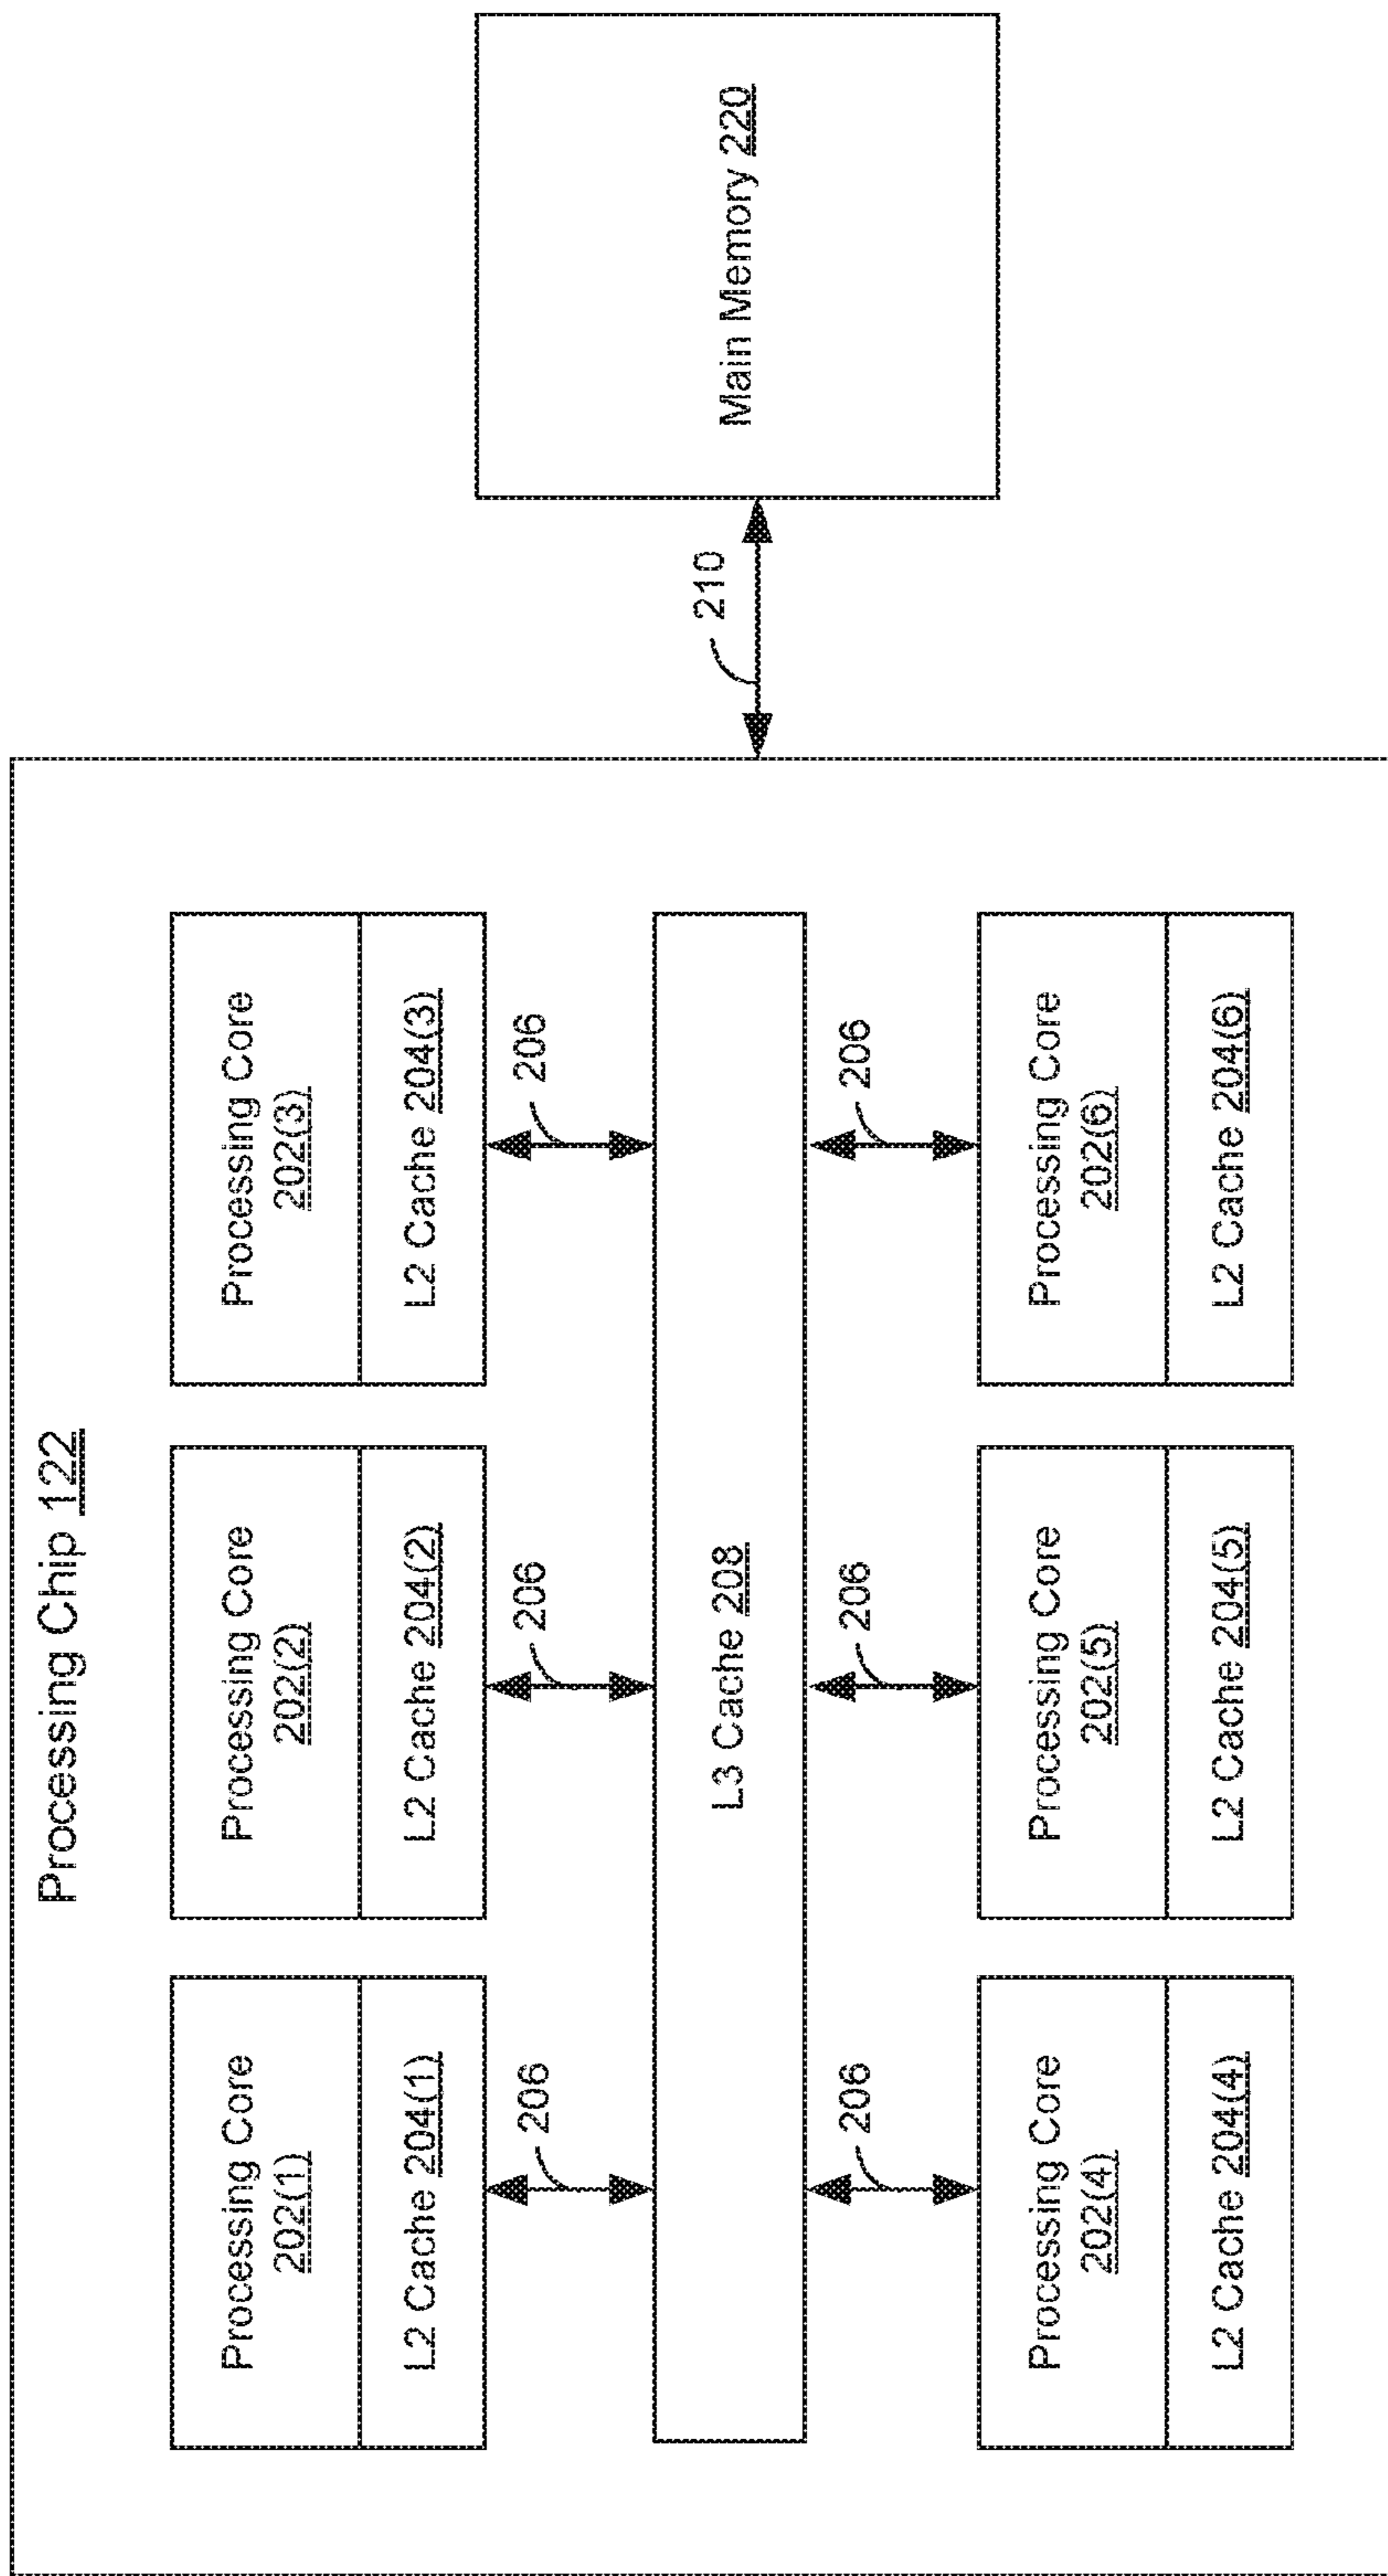 Processing Chip 122
Processing Core
202(1)
L2 Cache 204(1)
Processing Core
202(2)
L2 Cache 204(2)
Processing Core
202(3)
L2 Cache 204(3)
206
206
206
L3 Cache 208
210
Main Memory 220
206
206
206
Processing Core
202(4)
L2 Cache 204(4)
Processing Core
202(5)
L2 Cache 204(5)
Processing Core
202(6)
L2 Cache 204(6)